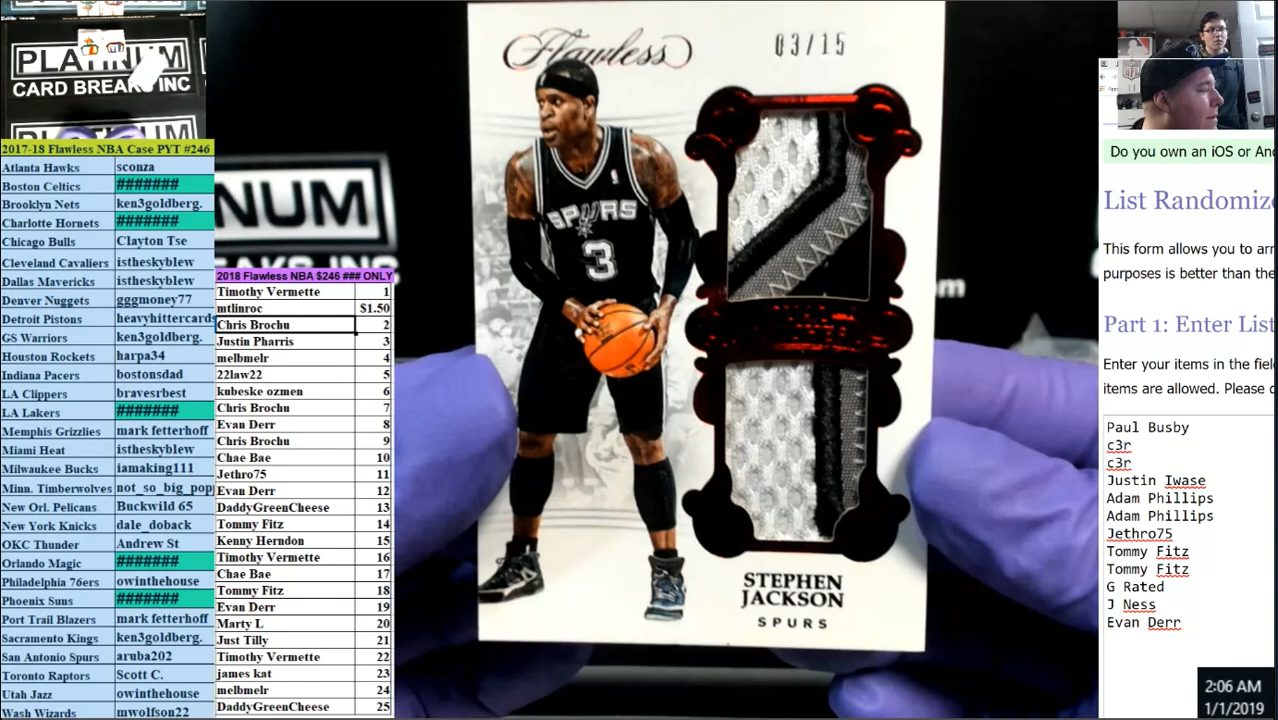 PLATINUM
CARD BREAKS INC
PLATINUM
2017-18 Flawless NBA Case PYT #246
Atlanta Hawks sconza
Boston Celtics #######
Brooklyn Nets ken3goldberg.
Charlotte Hornets #######
Chicago Bulls Clayton Tse
Cleveland Cavaliers istheskyblew
Dallas Mavericks istheskyblew
Denver Nuggets gggmoney77
Detroit Pistons heavyhittercards
GS Warriors ken3goldberg.
Houston Rockets harpa34
Indiana Pacers bostonsdad
LA Clippers bravesrbest
LA Lakers #######
Memphis Grizzlies mark fetterhoff
Miami Heat istheskyblew
Milwaukee Bucks iamaking111
Minn. Timberwolves not_so_big_pop
New Orl. Pelicans Buckwild 65
New York Knicks dale_doback
OKC Thunder Andrew St
Orlando Magic #######
Philadelphia 76ers owinthehouse
Phoenix Suns #######
Port Trail Blazers mark fetterhoff
Sacramento Kings ken3goldberg.
San Antonio Spurs aruba202
Toronto Raptors Scott C.
Utah Jazz owinthehouse
Wash Wizards mwolfson22
2018 Flawless NBA $246 ### ONLY
Timothy Vermette 1
mtlinroc $1.50
Chris Brochu 2
Justin Pharris 3
melbmelr 4
22law22 5
kubeske ozmen 6
Chris Brochu 7
Evan Derr 8
Chris Brochu 9
Chae Bae 10
Jethro75 11
Evan Derr 12
DaddyGreenCheese 13
Tommy Fitz 14
Kenny Herndon 15
Timothy Vermette 16
Chae Bae 17
Tommy Fitz 18
Evan Derr 19
Marty L 20
Just Tilly 21
Timothy Vermette 22
james kat 23
melbmelr 24
DaddyGreenCheese 25
NUM
om
Flawless
03/15
SPURS
3
STEPHEN
JACKSON
SPURS
Do you own an iOS or An
List Randomize
This form allows you to arr
purposes is better than the
Part 1: Enter List
Enter your items in the fiel
items are allowed. Please d
Paul Busby
c3r
c3r
Justin Iwase
Adam Phillips
Adam Phillips
Jethro75
Tommy Fitz
Tommy Fitz
G Rated
J Ness
Evan Derr
2:06 AM
1/1/2019